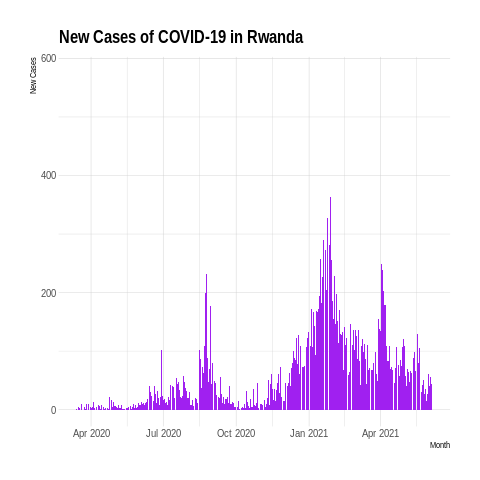 New Cases of COVID-19 in Rwanda
New Cases
600
400
200
0
Apr 2020 Jul 2020 Oct 2020 Jan 2021 Apr 2021
Month